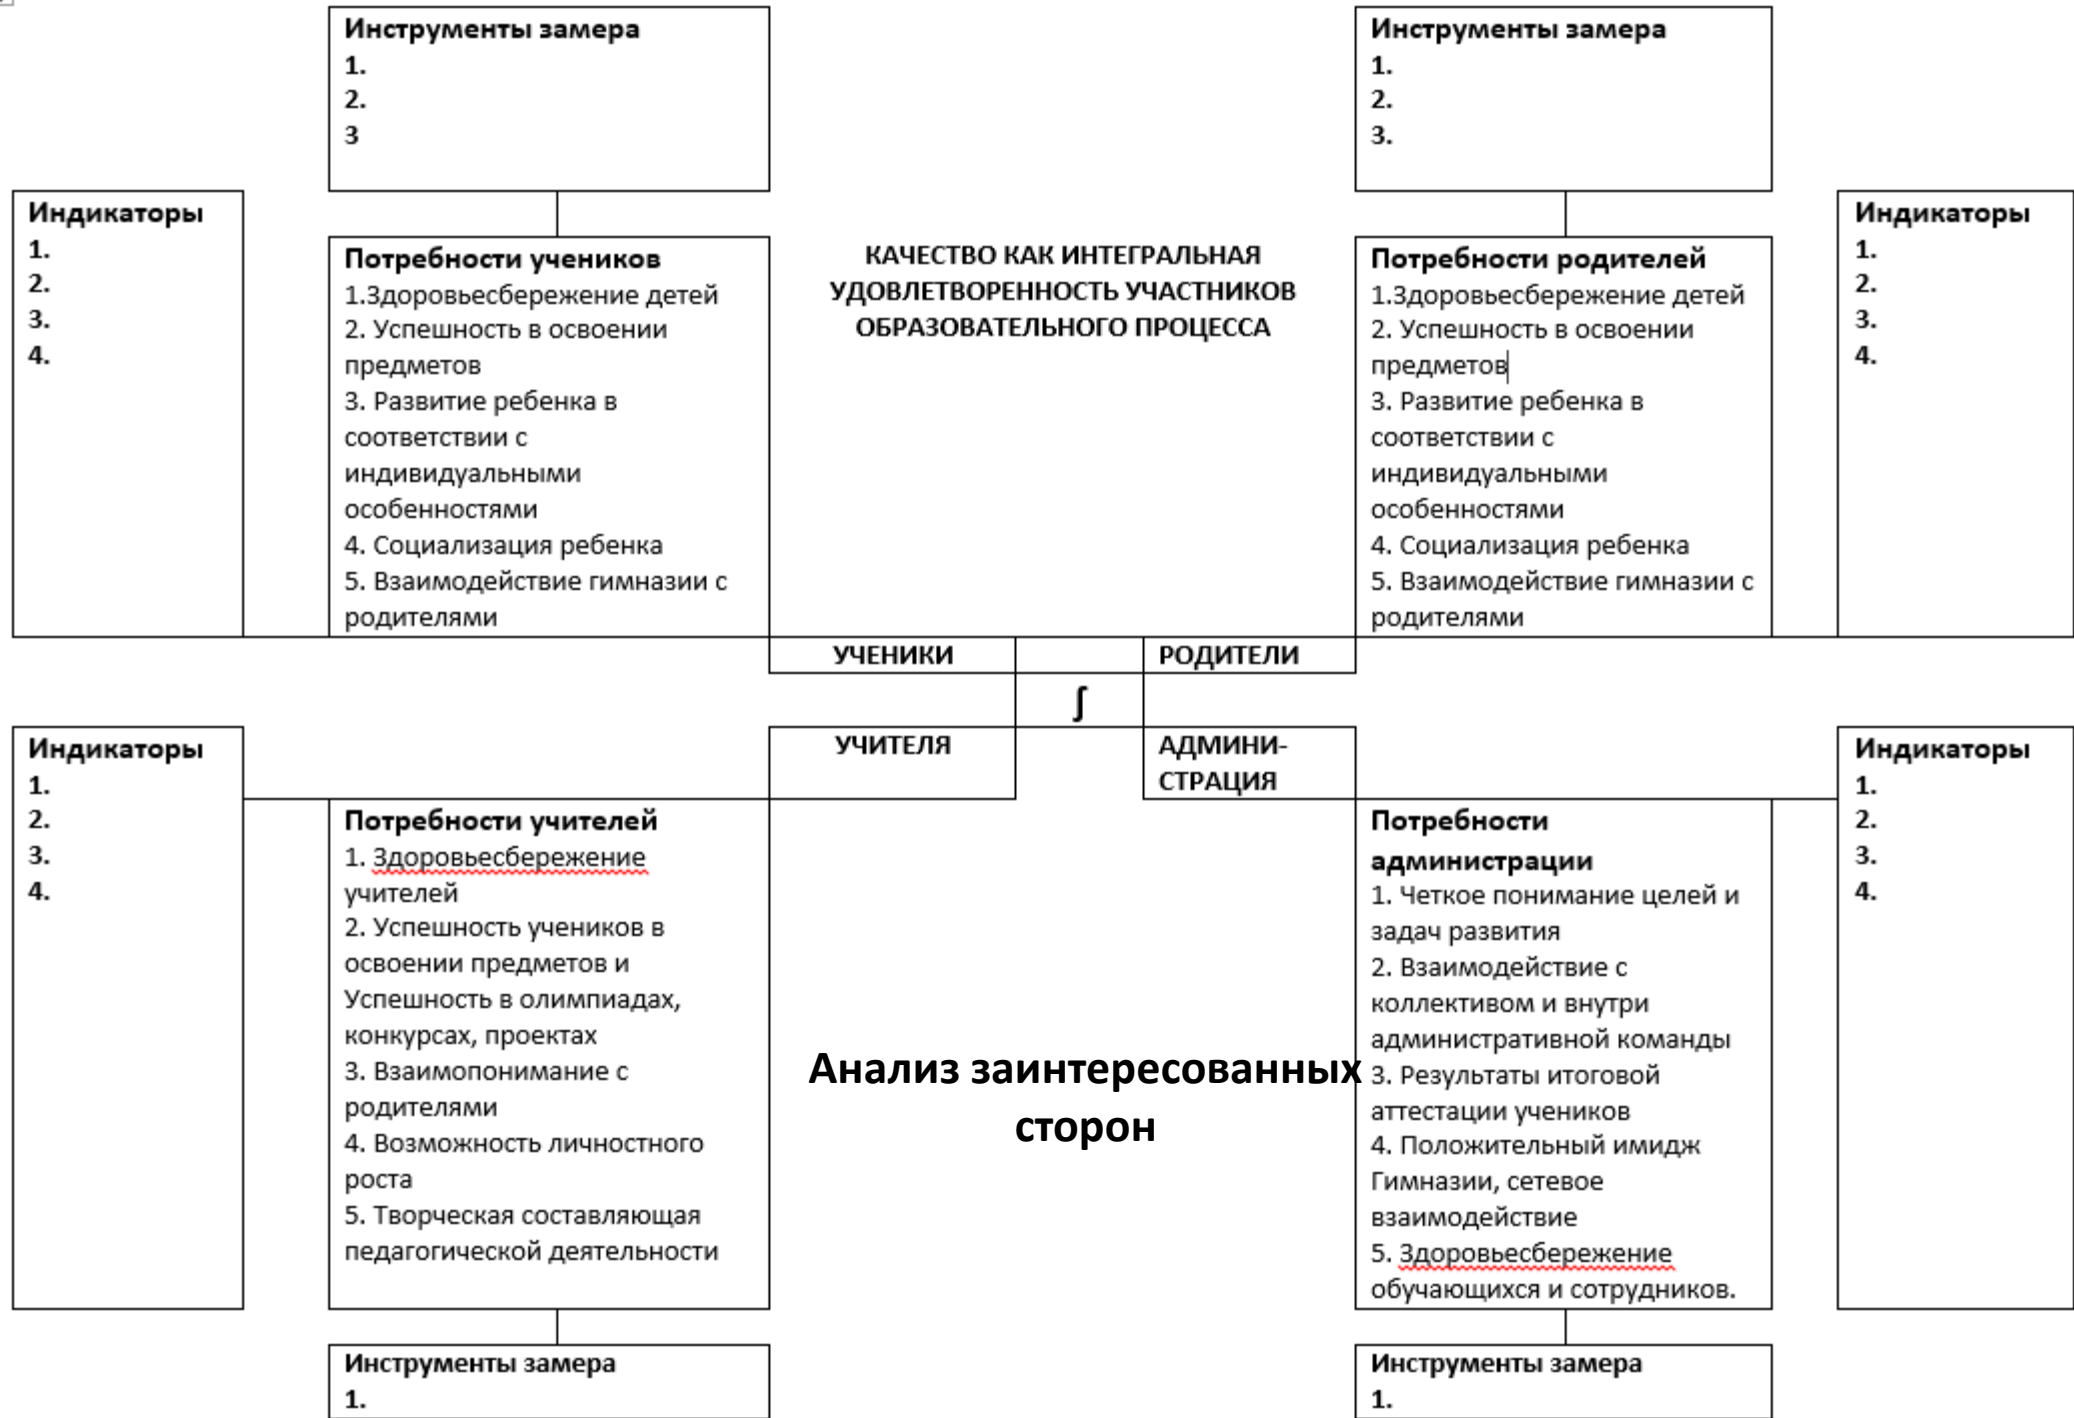 Инструменты замера
1.
2.
3
Инструменты замера
1.
2.
3.
Индикаторы
1.
2.
3.
4.
Потребности учеников
1.Здоровьесбережение детей
2. Успешность в освоении
предметов
3. Развитие ребенка в
соответствии с
индивидуальными
особенностями
4. Социализация ребенка
5. Взаимодействие гимназии с
родителями
КАЧЕСТВО КАК ИНТЕГРАЛЬНАЯ
УДОВЛЕТВОРЕННОСТЬ УЧАСТНИКОВ
ОБРАЗОВАТЕЛЬНОГО ПРОЦЕССА
Потребности родителей
1.Здоровьесбережение детей
2. Успешность в освоении
предметов
3. Развитие ребенка в
соответствии с
индивидуальными
особенностями
4. Социализация ребенка
5. Взаимодействие гимназии с
родителями
Индикаторы
1.
2.
3.
4.
УЧЕНИКИ
РОДИТЕЛИ
∫
УЧИТЕЛЯ
АДМИНИ-
СТРАЦИЯ
Индикаторы
1.
2.
3.
4.
Потребности учителей
1. Здоровьесбережение
учителей
2. Успешность учеников в
освоении предметов и
Успешность в олимпиадах,
конкурсах, проектах
3. Взаимопонимание с
родителями
4. Возможность личностного
роста
5. Творческая составляющая
педагогической деятельности
Анализ заинтересованных
сторон
Потребности
администрации
1. Четкое понимание целей и
задач развития
2. Взаимодействие с
коллективом и внутри
административной команды
3. Результаты итоговой
аттестации учеников
4. Положительный имидж
Гимназии, сетевое
взаимодействие
5. Здоровьесбережение
обучающихся и сотрудников.
Индикаторы
1.
2.
3.
4.
Инструменты замера
1.
Инструменты замера
1.